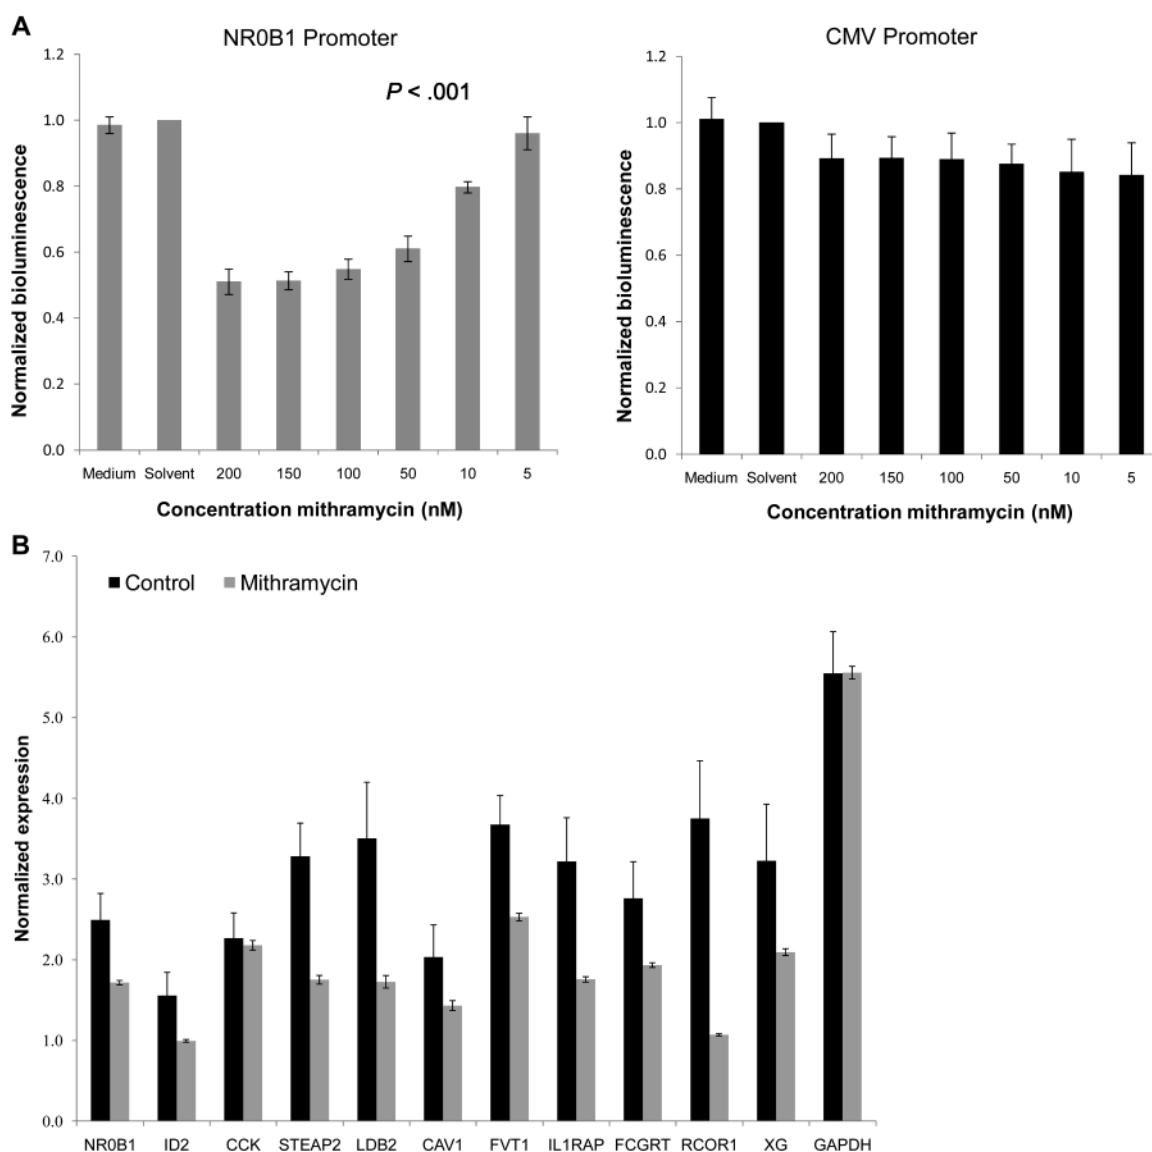 A
NR0B1 Promoter
CMV Promoter
P < .001
Normalized bioluminescence
1.2
1.0
0.8
0.6
0.4
0.2
0.0
Medium Solvent 200 150 100 50 10 5
Concentration mithramycin (nM)
Normalized bioluminescence
1.2
1.0
0.8
0.6
0.4
0.2
0.0
Medium Solvent 200 150 100 50 10 5
Concentration mithramycin (nM)
B
Control Mithramycin
Normalized expression
7.0
6.0
5.0
4.0
3.0
2.0
1.0
0.0
NR0B1 ID2 CCK STEAP2 LDB2 CAV1 FVT1 IL1RAP FCGRT RCOR1 XG GAPDH